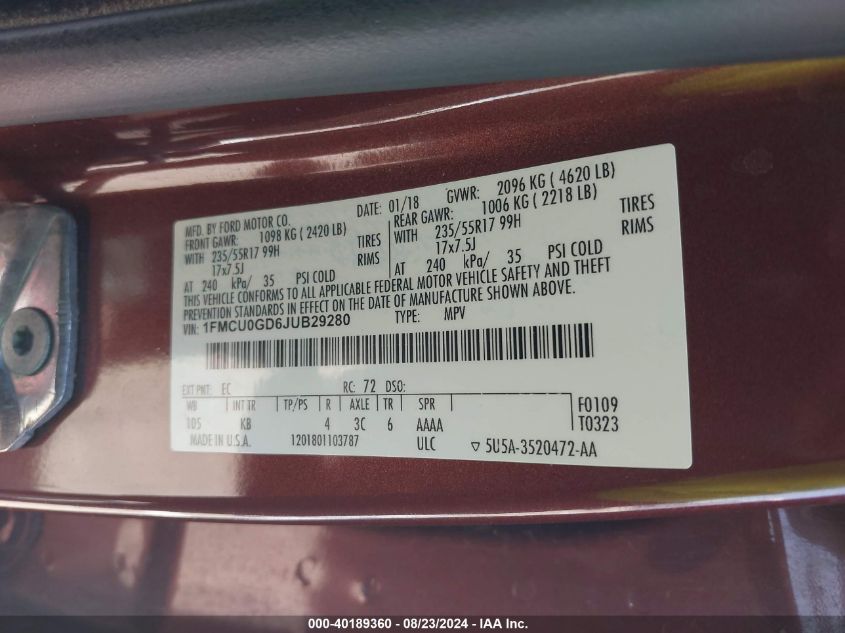 MFD. BY FORD MOTOR CO.
DATE: 01/18 GVWR: 2096 KG ( 4620 LB)
FRONT GAWR: 1098 KG ( 2420 LB)
WITH 235/55R17 99H TIRES
17x7.5J RIMS
AT 240 kPa/ 35 PSI COLD
REAR GAWR: 1006 KG ( 2218 LB)
WITH 235/55R17 99H TIRES
17x7.5J RIMS
AT 240 kPa/ 35 PSI COLD
THIS VEHICLE CONFORMS TO ALL APPLICABLE FEDERAL MOTOR VEHICLE SAFETY AND THEFT
PREVENTION STANDARDS IN EFFECT ON THE DATE OF MANUFACTURE SHOWN ABOVE.
VIN: 1FMCU0GD6JUB29280 TYPE: MPV
EXT PNT: EC RC: 72 DSO:
WB INT TR TP/PS R AXLE TR SPR
105 KB 4 3C 6 AAAA
F0109
T0323
MADE IN U.S.A. 1201801103787 ULC ▽ 5U5A-3520472-AA
000-40189360 - 08/23/2024 - IAA Inc.